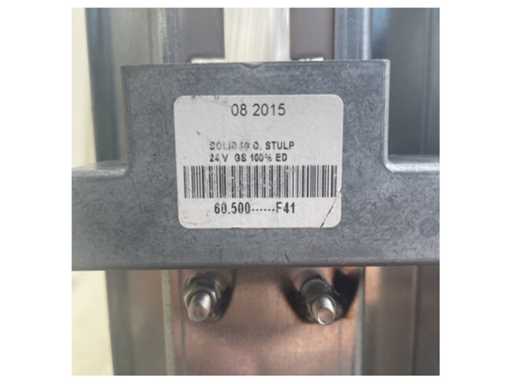 08 2015
O. STULP
24 V GS 100% ED
60.500------F41